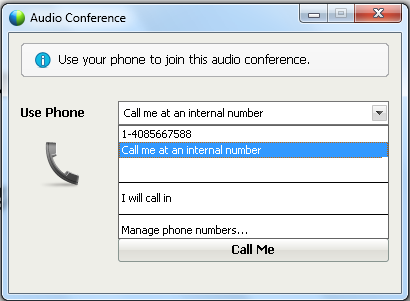 Audio Conference
Use your phone to join this audio conference.
Use Phone
Call me at an internal number
1-4085667588
Call me at an internal number
I will call in
Manage phone numbers...
Call Me